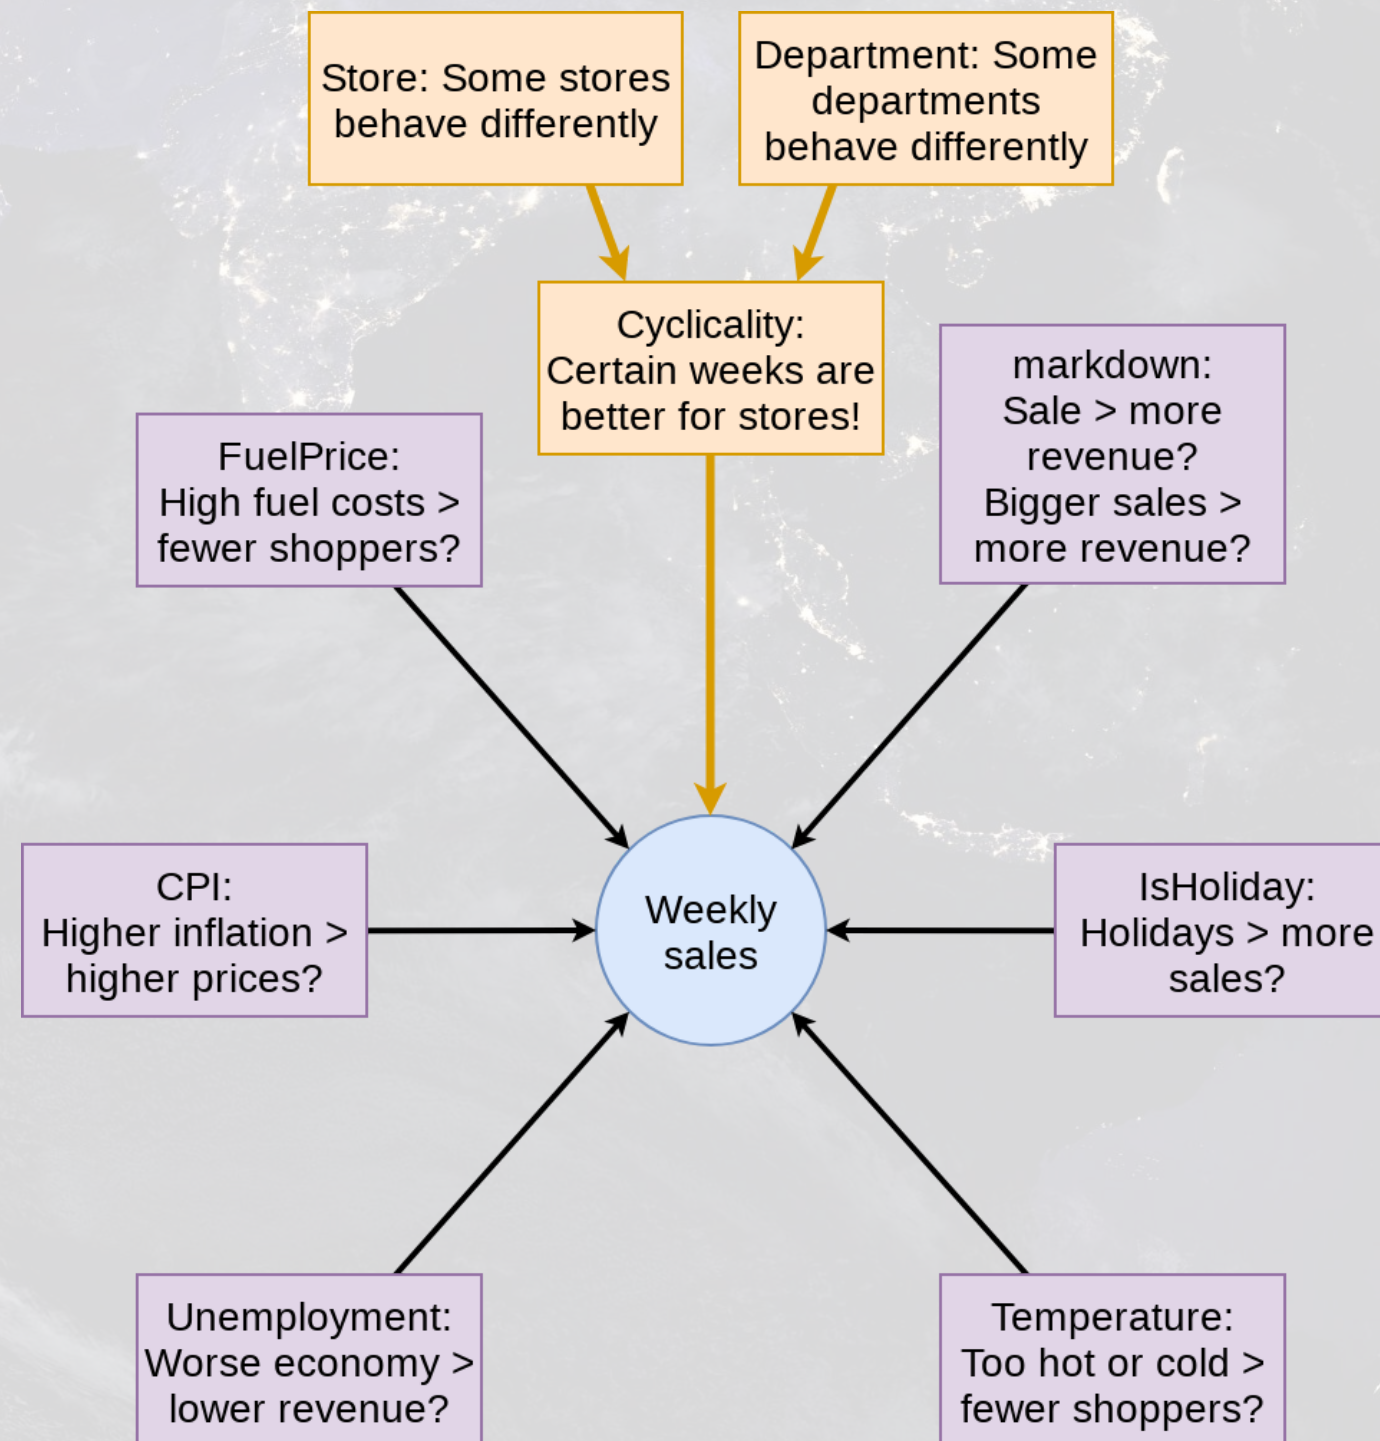 Store: Some stores
behave differently
Department: Some
departments
behave differently
Cyclicality:
Certain weeks are
better for stores!
markdown:
Sale > more
revenue?
Bigger sales >
more revenue?
FuelPrice:
High fuel costs >
fewer shoppers?
CPI:
Higher inflation >
higher prices?
Weekly
sales
IsHoliday:
Holidays > more
sales?
Unemployment:
Worse economy >
lower revenue?
Temperature:
Too hot or cold >
fewer shoppers?